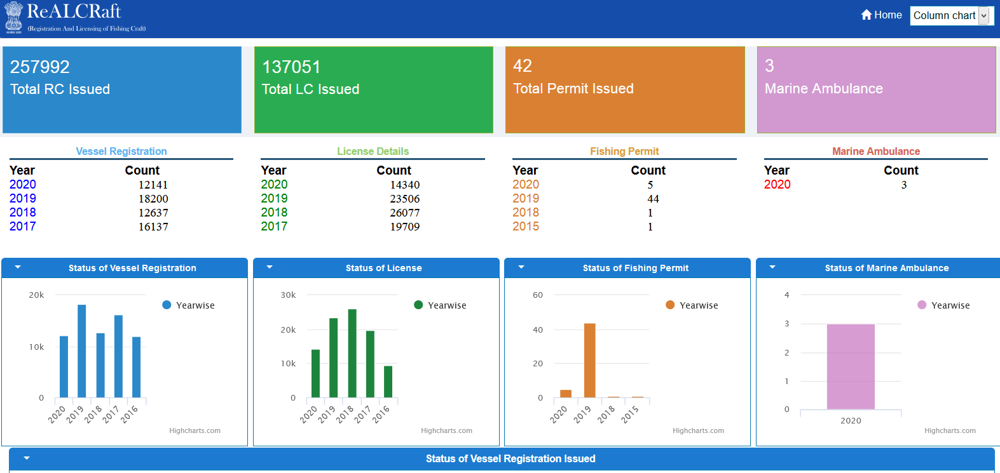 ReALCRaft
(Registration And Licensing of Fishing Craft)
Home
Column chart
257992
Total RC Issued
137051
Total LC Issued
42
Total Permit Issued
3
Marine Ambulance
Vessel Registration
Year Count
2020 12141
2019 18200
2018 12637
2017 16137
License Details
Year Count
2020 14340
2019 23506
2018 26077
2017 19709
Fishing Permit
Year Count
2020 5
2019 44
2018 1
2015 1
Marine Ambulance
Year Count
2020 3
Status of Vessel Registration
20k
10k
0
2020 2019 2018 2017 2016
Yearwise
Highcharts.com
Status of License
30k
20k
10k
0
2020 2019 2018 2017 2016
Yearwise
Highcharts.com
Status of Fishing Permit
60
40
20
0
2020 2019 2018 2015
Yearwise
Highcharts.com
Status of Marine Ambulance
4
3
2
1
0
2020
Yearwise
Highcharts.com
Status of Vessel Registration Issued